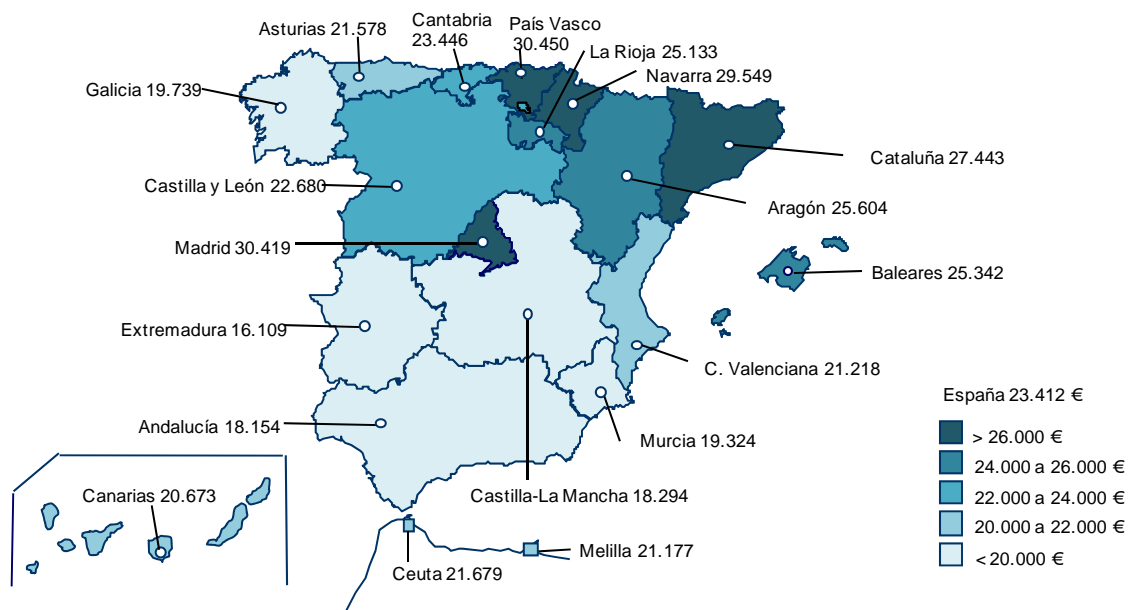 Cantabria
23.446
País Vasco
30.450
Asturias 21.578
La Rioja 25.133
Navarra 29.549
Galicia 19.739
Cataluña 27.443
Castilla y León 22.680
Aragón 25.604
Madrid 30.419
Baleares 25.342
Extremadura 16.109
C. Valenciana 21.218
España 23.412 €
Andalucía 18.154
Murcia 19.324
> 26.000 €
24.000 a 26.000 €
22.000 a 24.000 €
20.000 a 22.000 €
< 20.000 €
Canarias 20.673
Castilla-La Mancha 18.294
Melilla 21.177
Ceuta 21.679